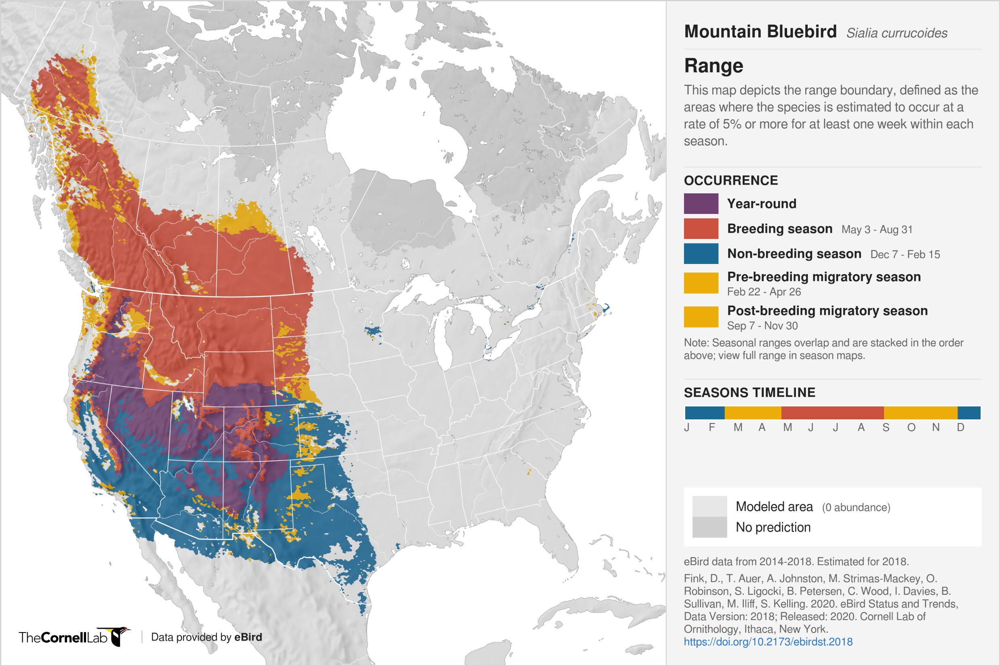 Mountain Bluebird Sialia currucoides
Range
This map depicts the range boundary, defined as the
areas where the species is estimated to occur at a
rate of 5% or more for at least one week within each
season.
OCCURRENCE
Year-round
Breeding season May 3 - Aug 31
Non-breeding season Dec 7 - Feb 15
Pre-breeding migratory season
Feb 22 - Apr 26
Post-breeding migratory season
Sep 7 - Nov 30
Note: Seasonal ranges overlap and are stacked in the order
above; view full range in season maps.
SEASONS TIMELINE
J F M A M J J A S O N D
Modeled area (0 abundance)
No prediction
eBird data from 2014-2018. Estimated for 2018.
Fink, D., T. Auer, A. Johnston, M. Strimas-Mackey, O.
Robinson, S. Ligocki, B. Petersen, C. Wood, I. Davies, B.
Sullivan, M. Iliff, S. Kelling. 2020. eBird Status and Trends,
Data Version: 2018; Released: 2020. Cornell Lab of
Ornithology, Ithaca, New York.
https://doi.org/10.2173/ebirdst.2018
TheCornellLab Data provided by eBird